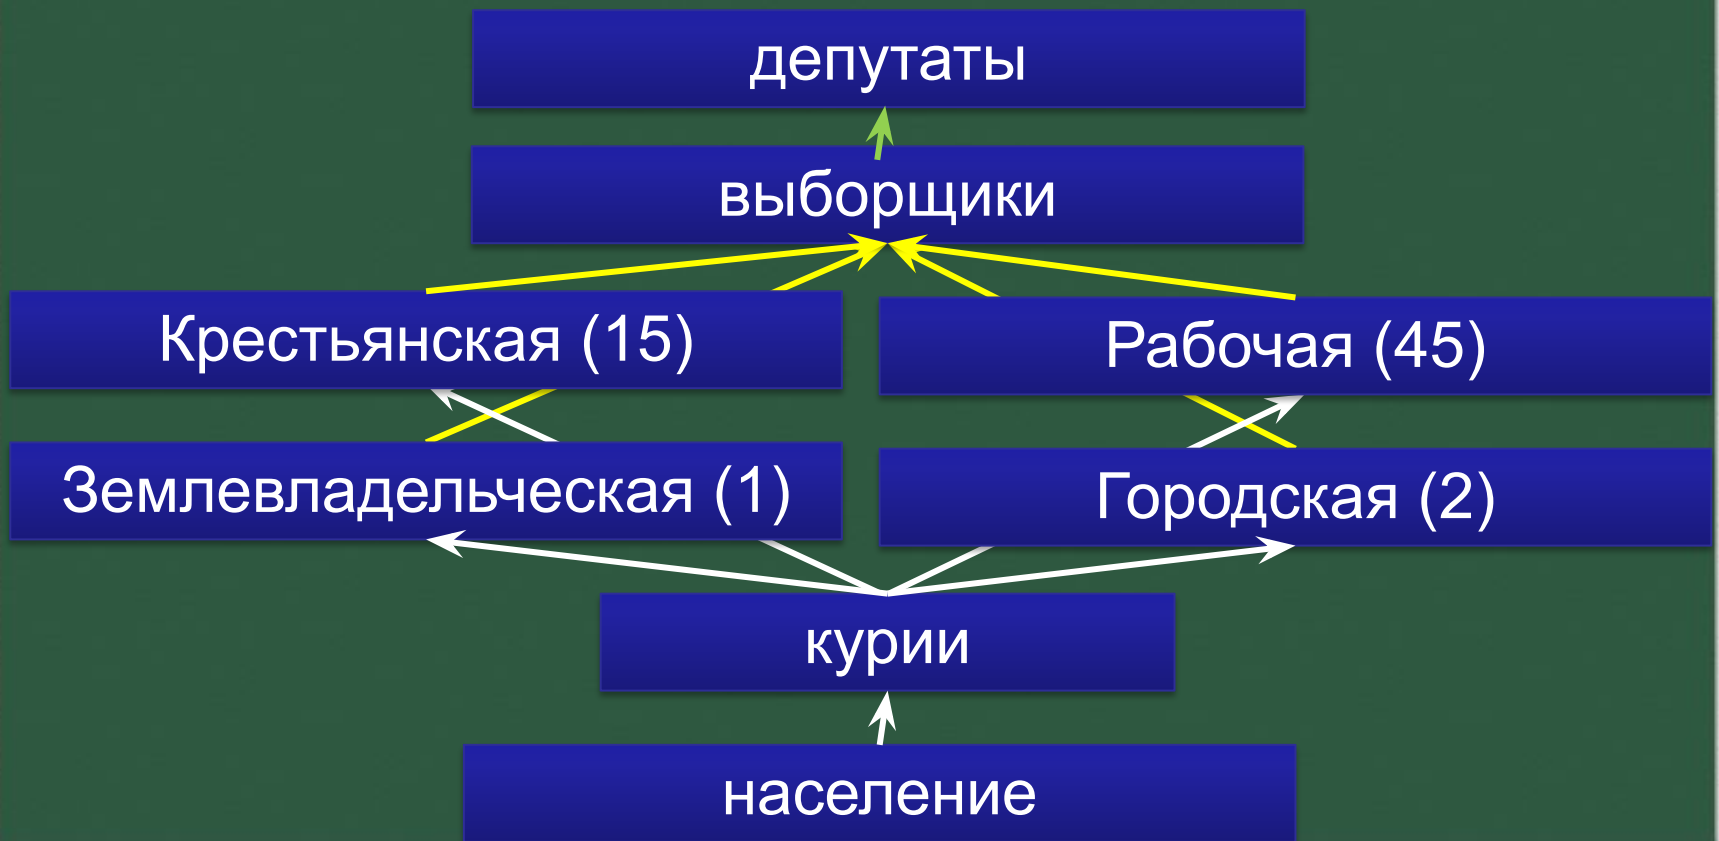 депутаты
выборщики
Крестьянская (15)
Рабочая (45)
Землевладельческая (1)
Городская (2)
курии
население